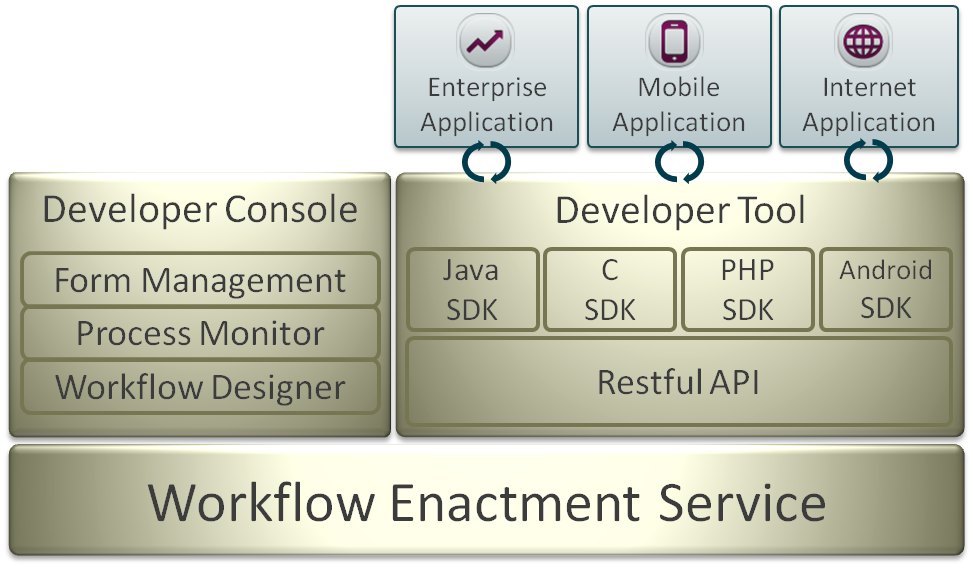 Enterprise
Application
Mobile
Application
Internet
Application
Developer Console
Form Management
Process Monitor
Workflow Designer
Developer Tool
Java
SDK
C
SDK
PHP
SDK
Android
SDK
Restful API
Workflow Enactment Service